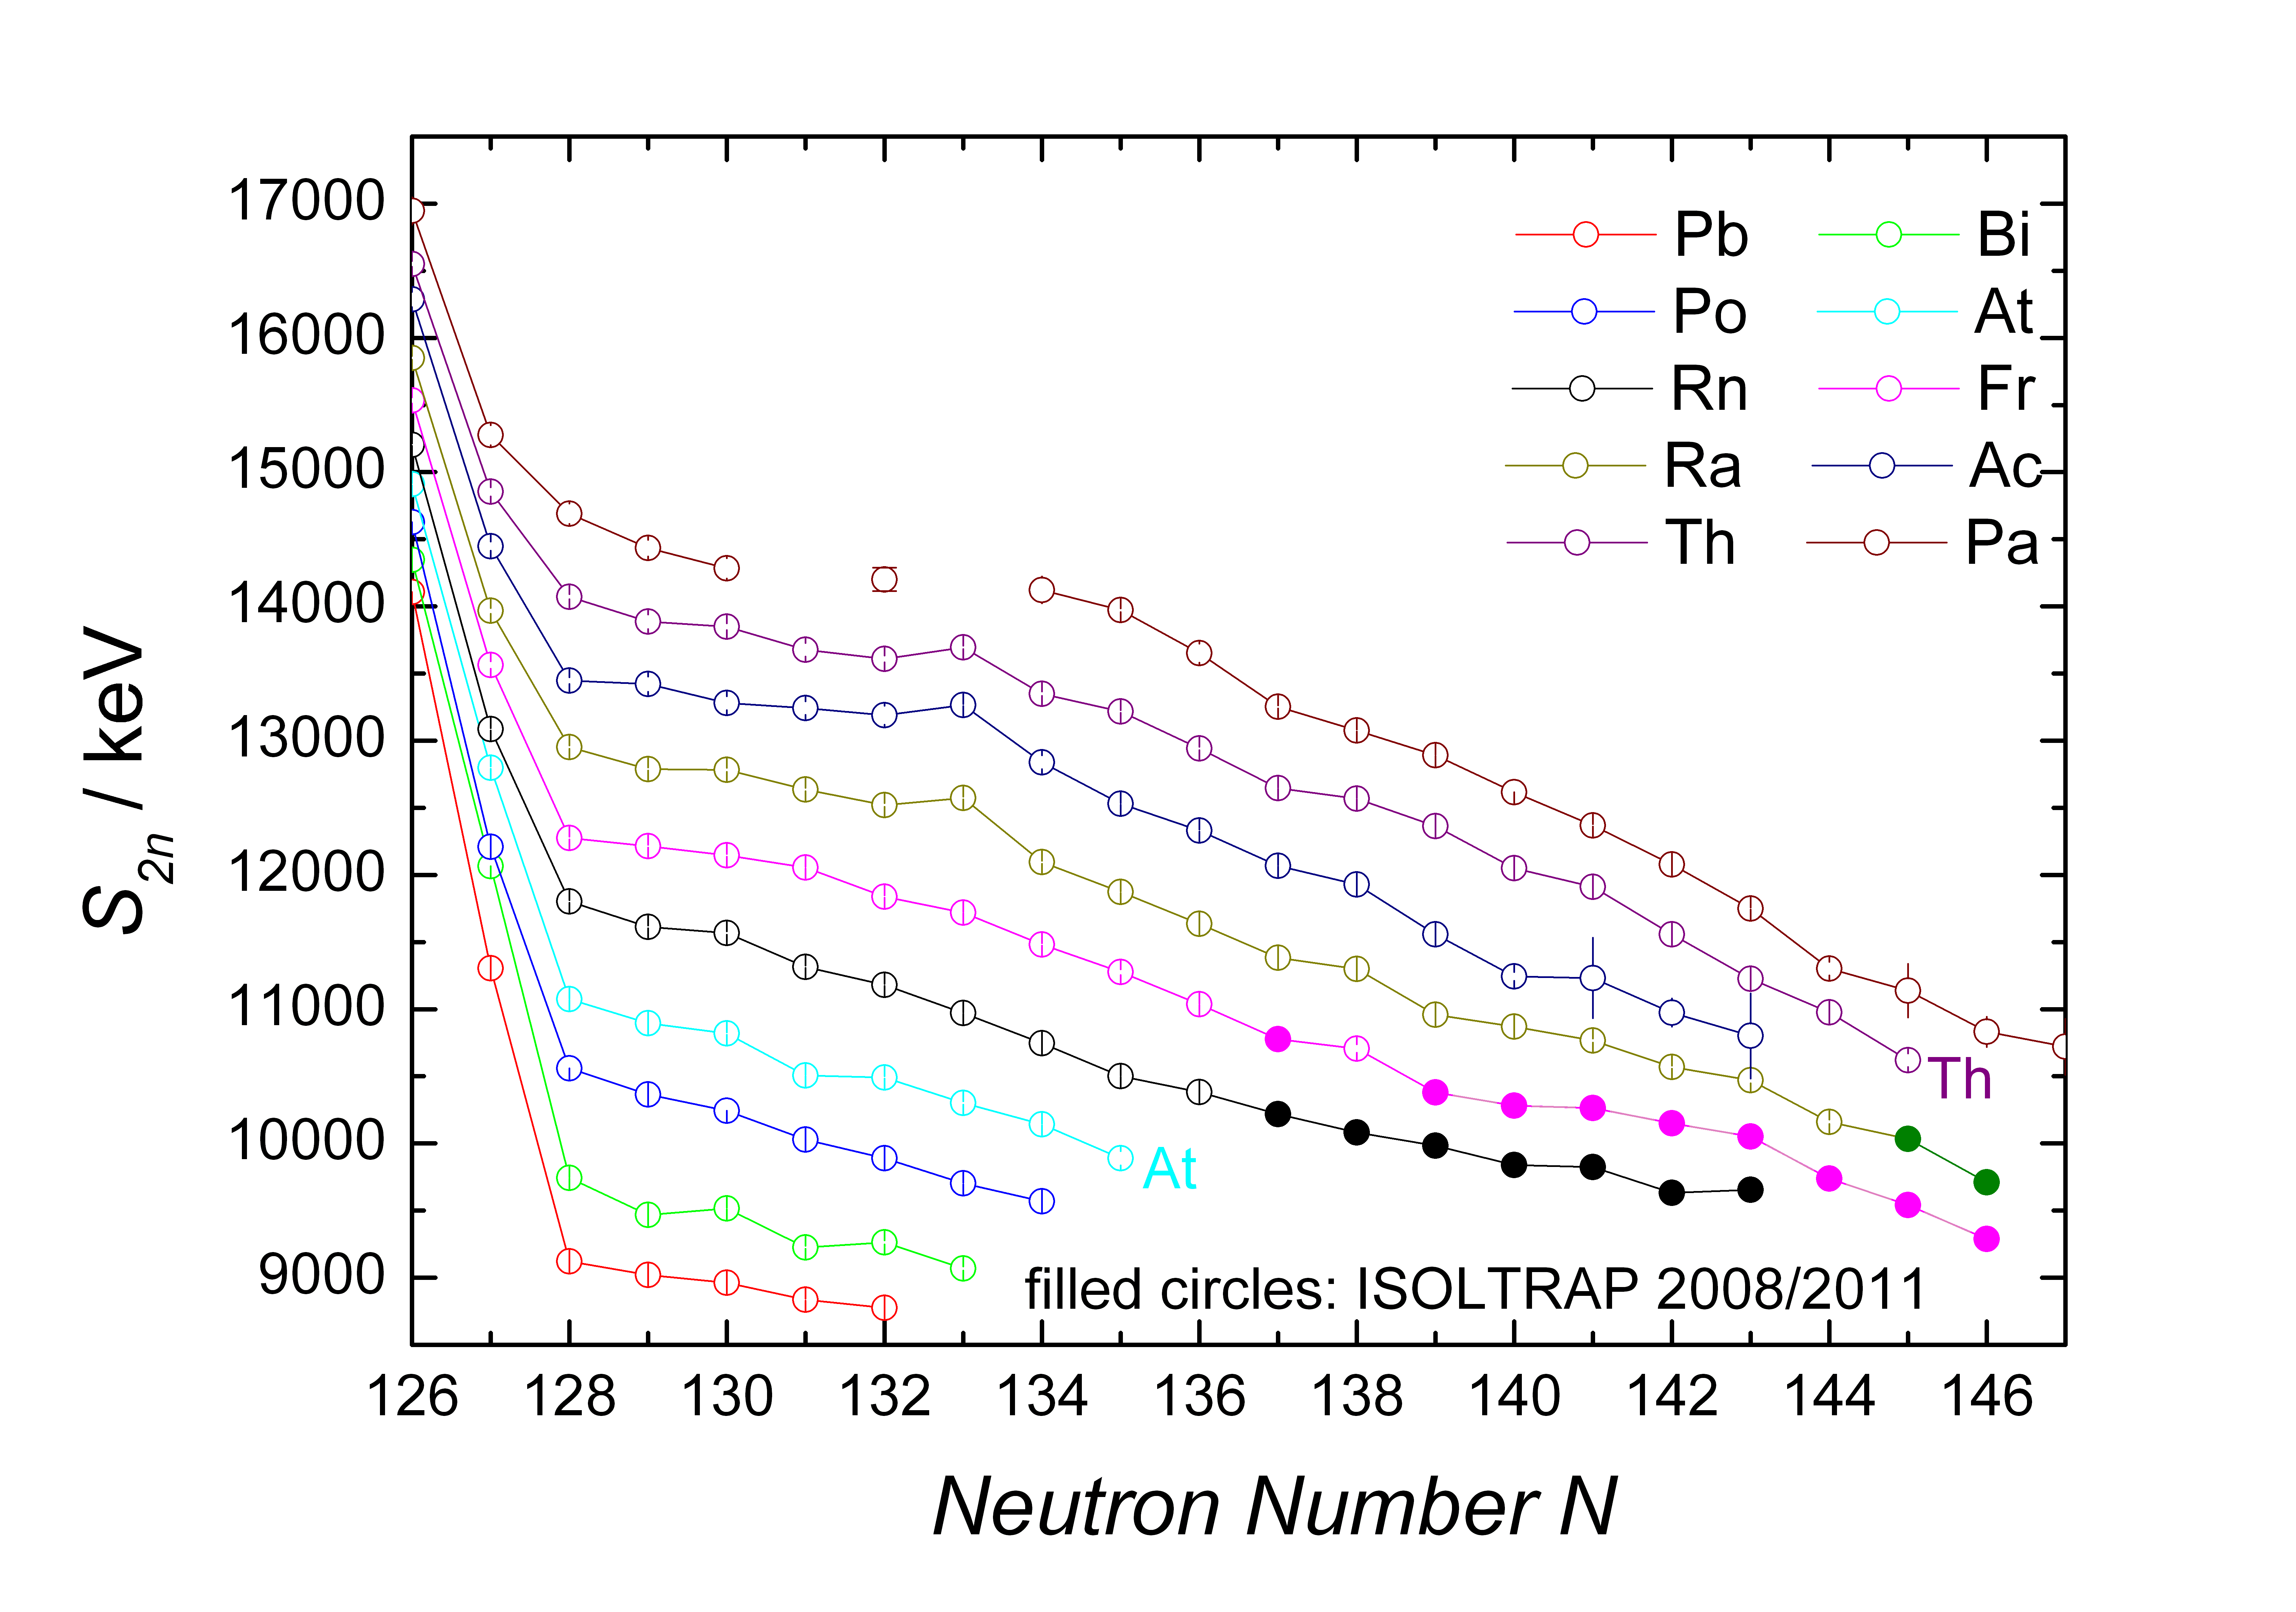 17000
16000
15000
14000
13000
12000
11000
10000
9000
S2n / keV
Pb Bi
Po At
Rn Fr
Ra Ac
Th Pa
Th
At
filled circles: ISOLTRAP 2008/2011
126 128 130 132 134 136 138 140 142 144 146
Neutron Number N